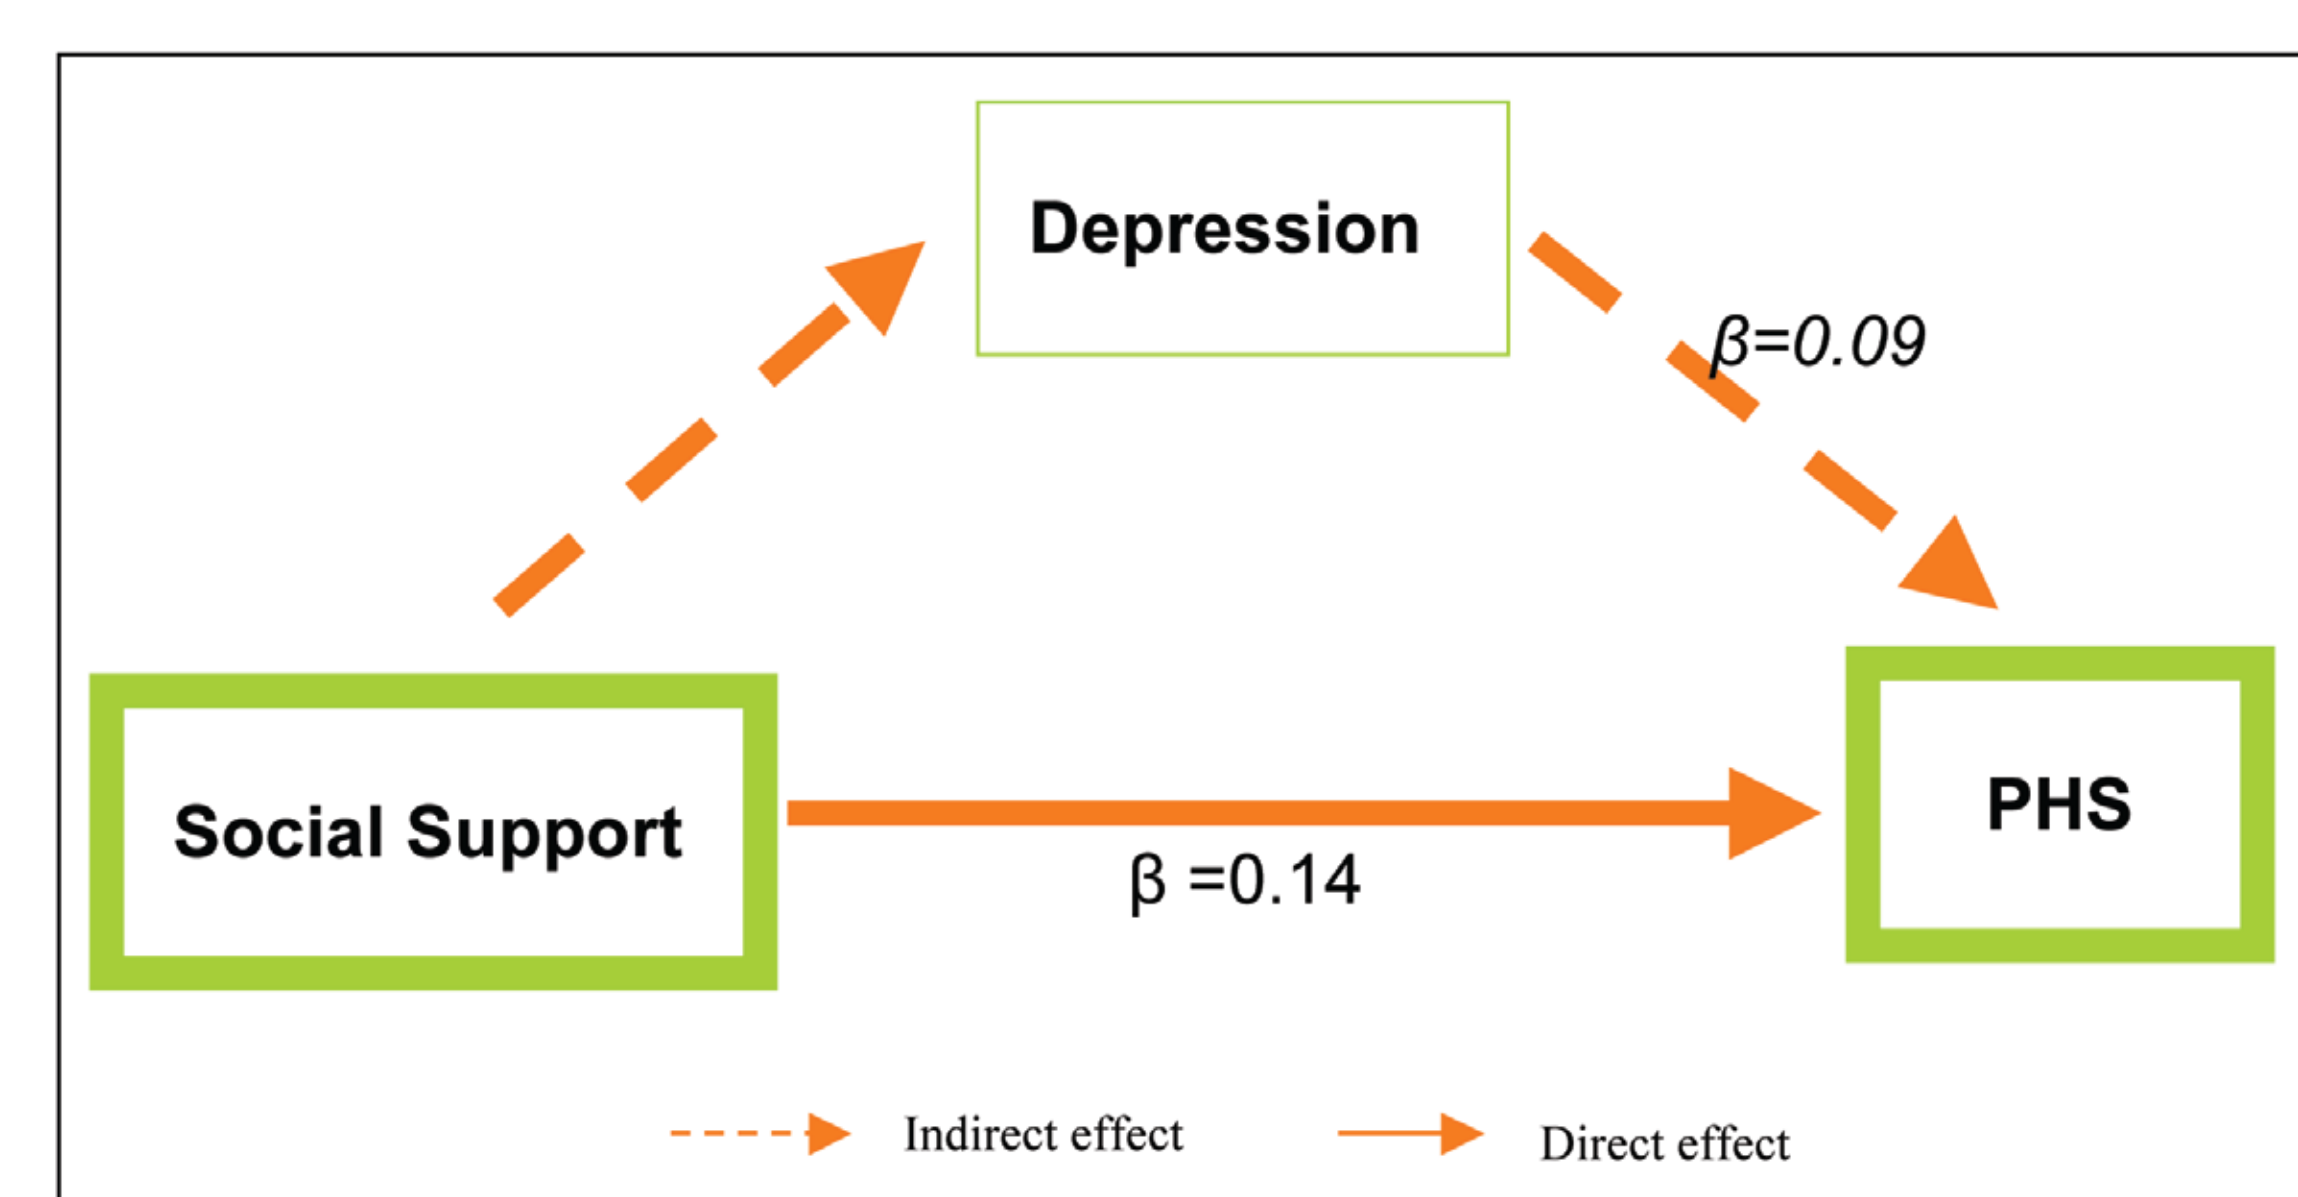 Depression
β=0.09
Social Support
PHS
β =0.14
Indirect effect
Direct effect